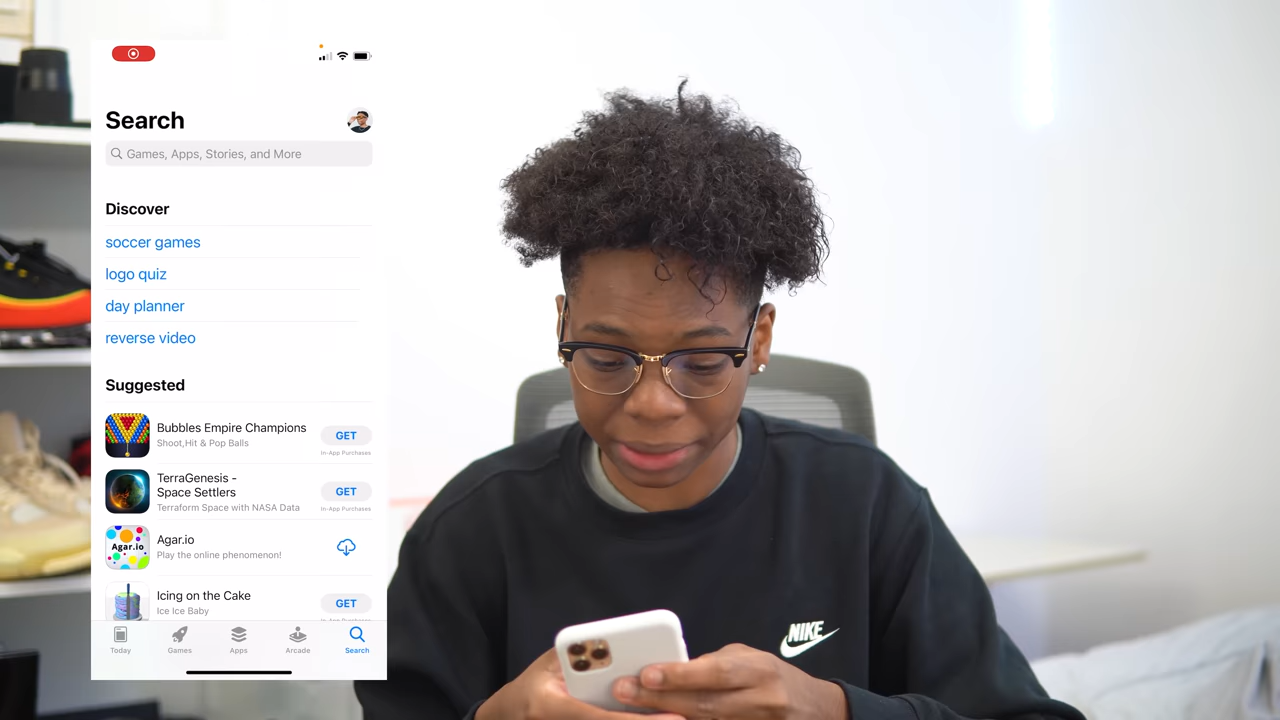 Search
Games, Apps, Stories, and More
Discover
soccer games
logo quiz
day planner
reverse video
Suggested
Bubbles Empire Champions
Shoot,Hit & Pop Balls
GET
In-App Purchases
TerraGenesis -
Space Settlers
Terraform Space with NASA Data
GET
In-App Purchases
Agar.io
Agar.io
Play the online phenomenon!
Icing on the Cake
Ice Ice Baby
GET
Today
Games
Apps
Arcade
Search
NIKE